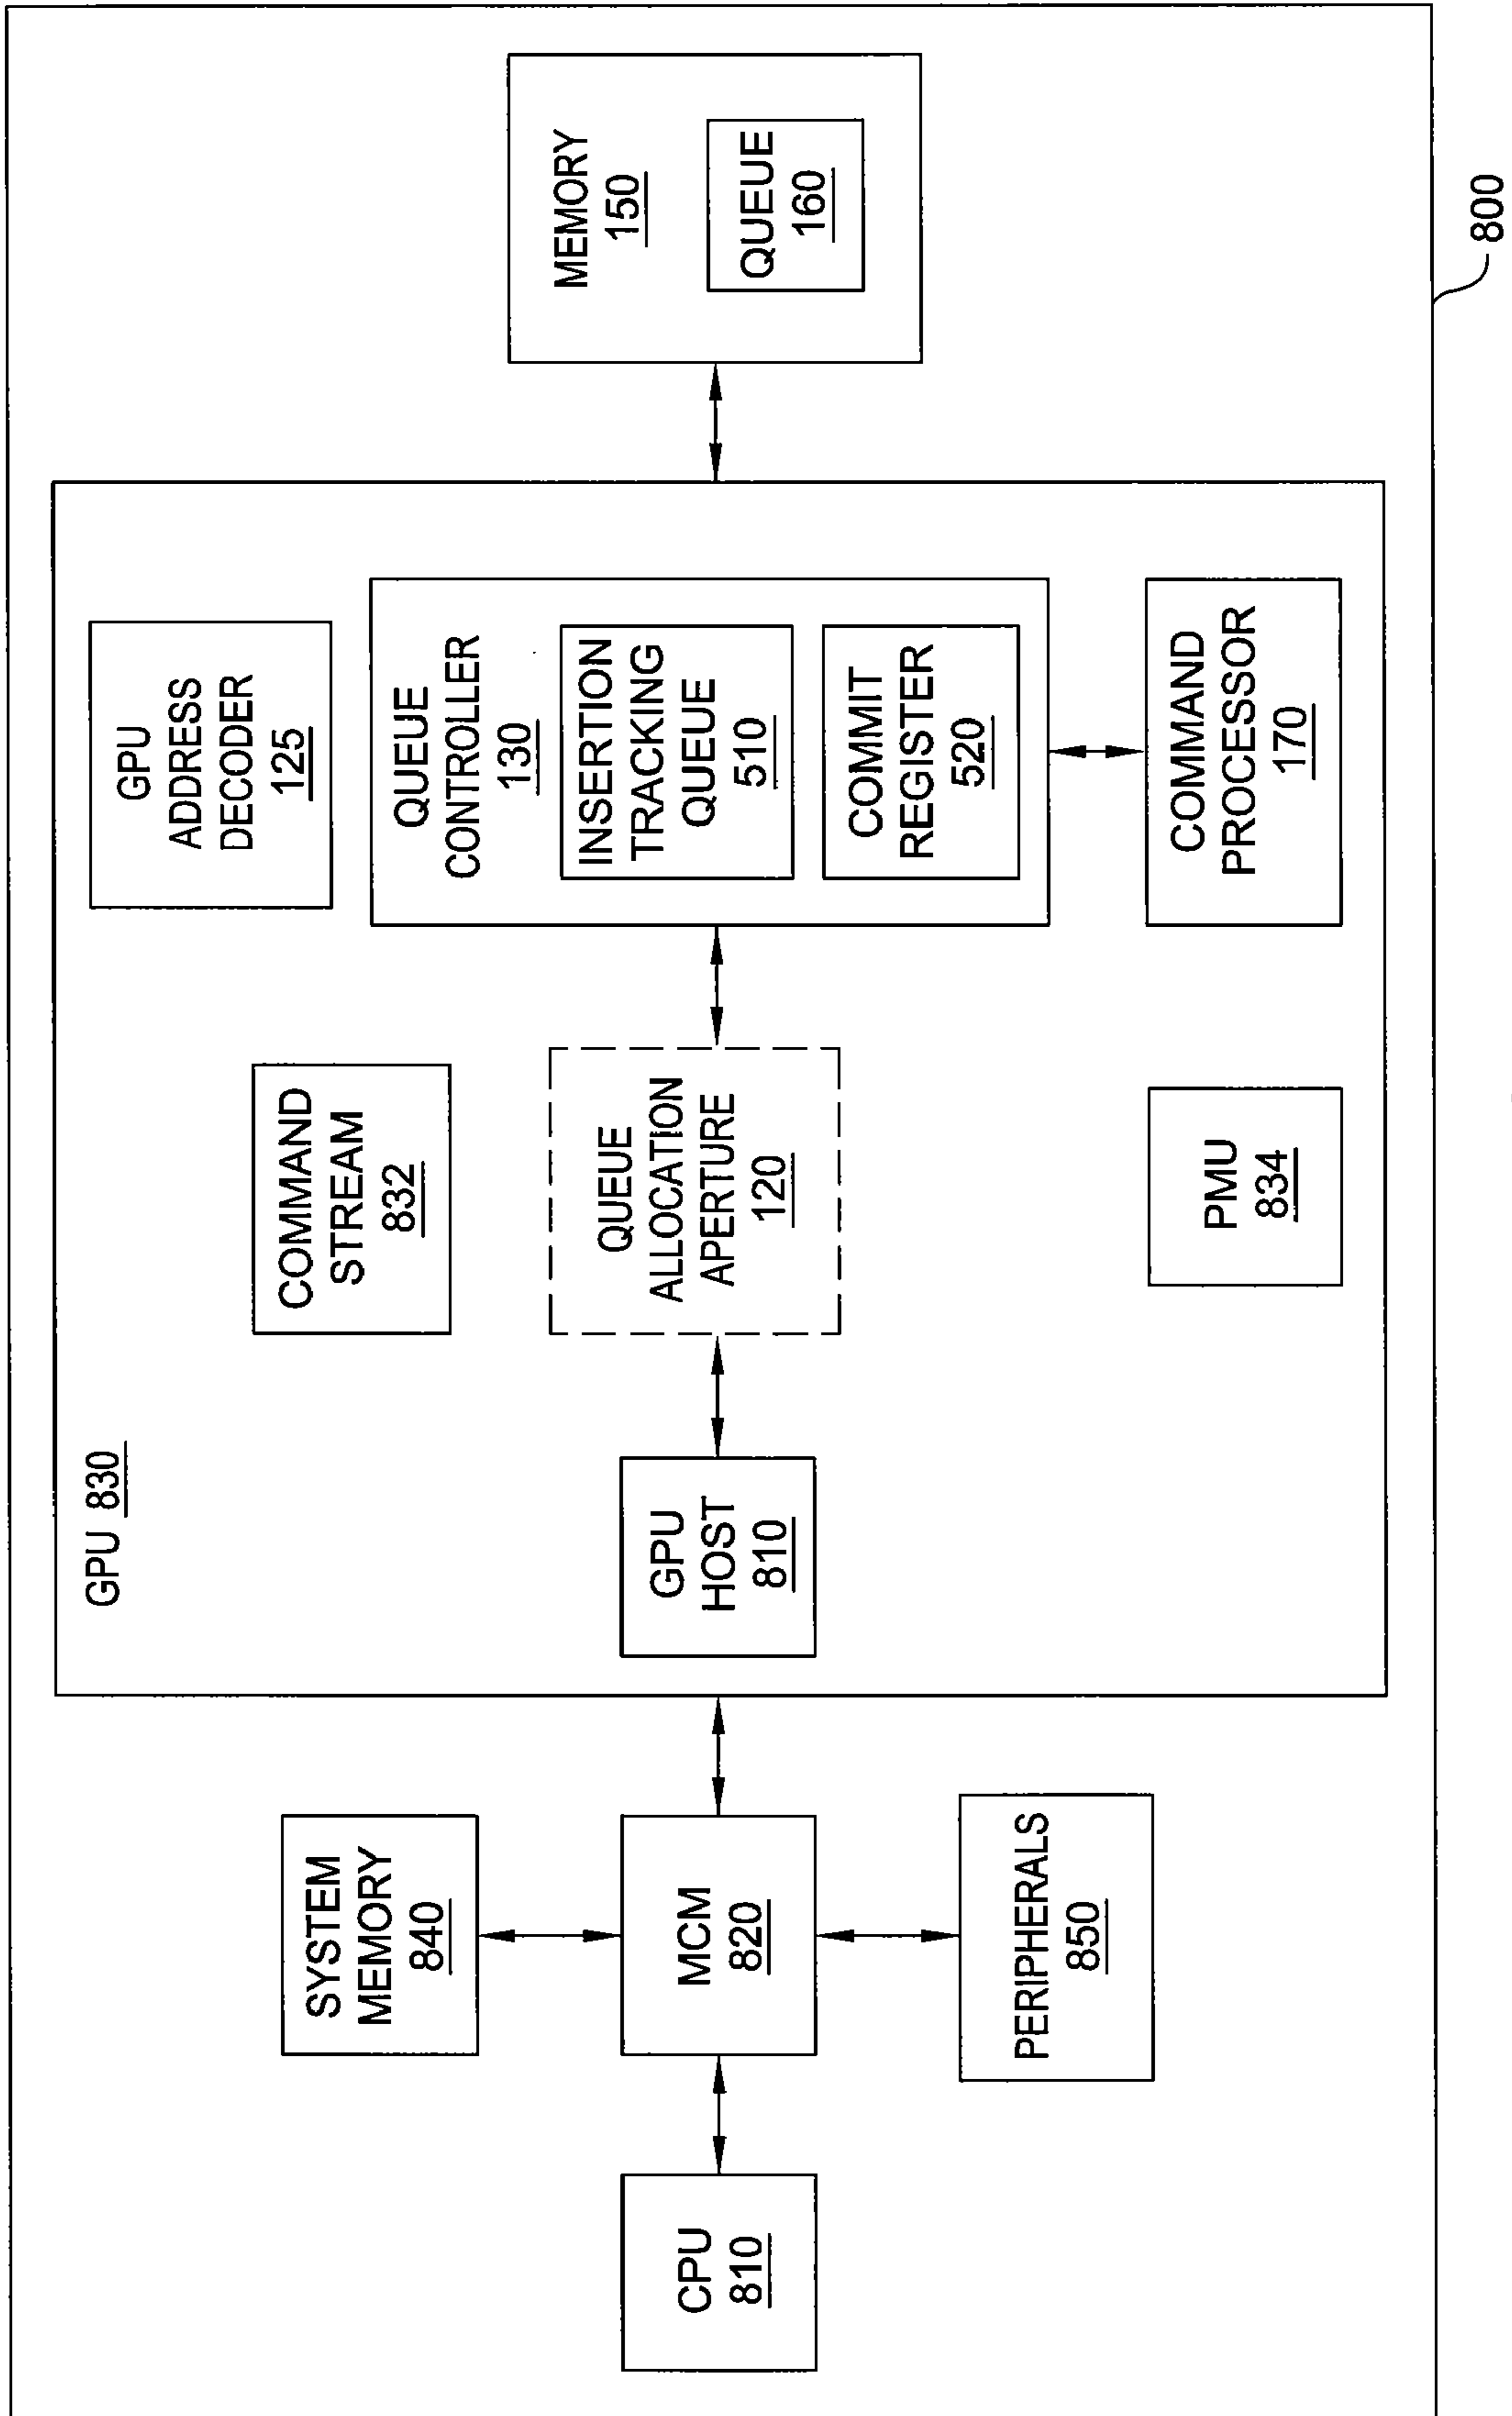 CPU
810
SYSTEM
MEMORY
840
MCM
820
PERIPHERALS
850
GPU 830
GPU
HOST
810
COMMAND
STREAM
832
QUEUE
ALLOCATION
APERTURE
120
PMU
834
GPU
ADDRESS
DECODER
125
QUEUE
CONTROLLER
130
INSERTION
TRACKING
QUEUE
510
COMMIT
REGISTER
520
COMMAND
PROCESSOR
170
MEMORY
150
QUEUE
160
800